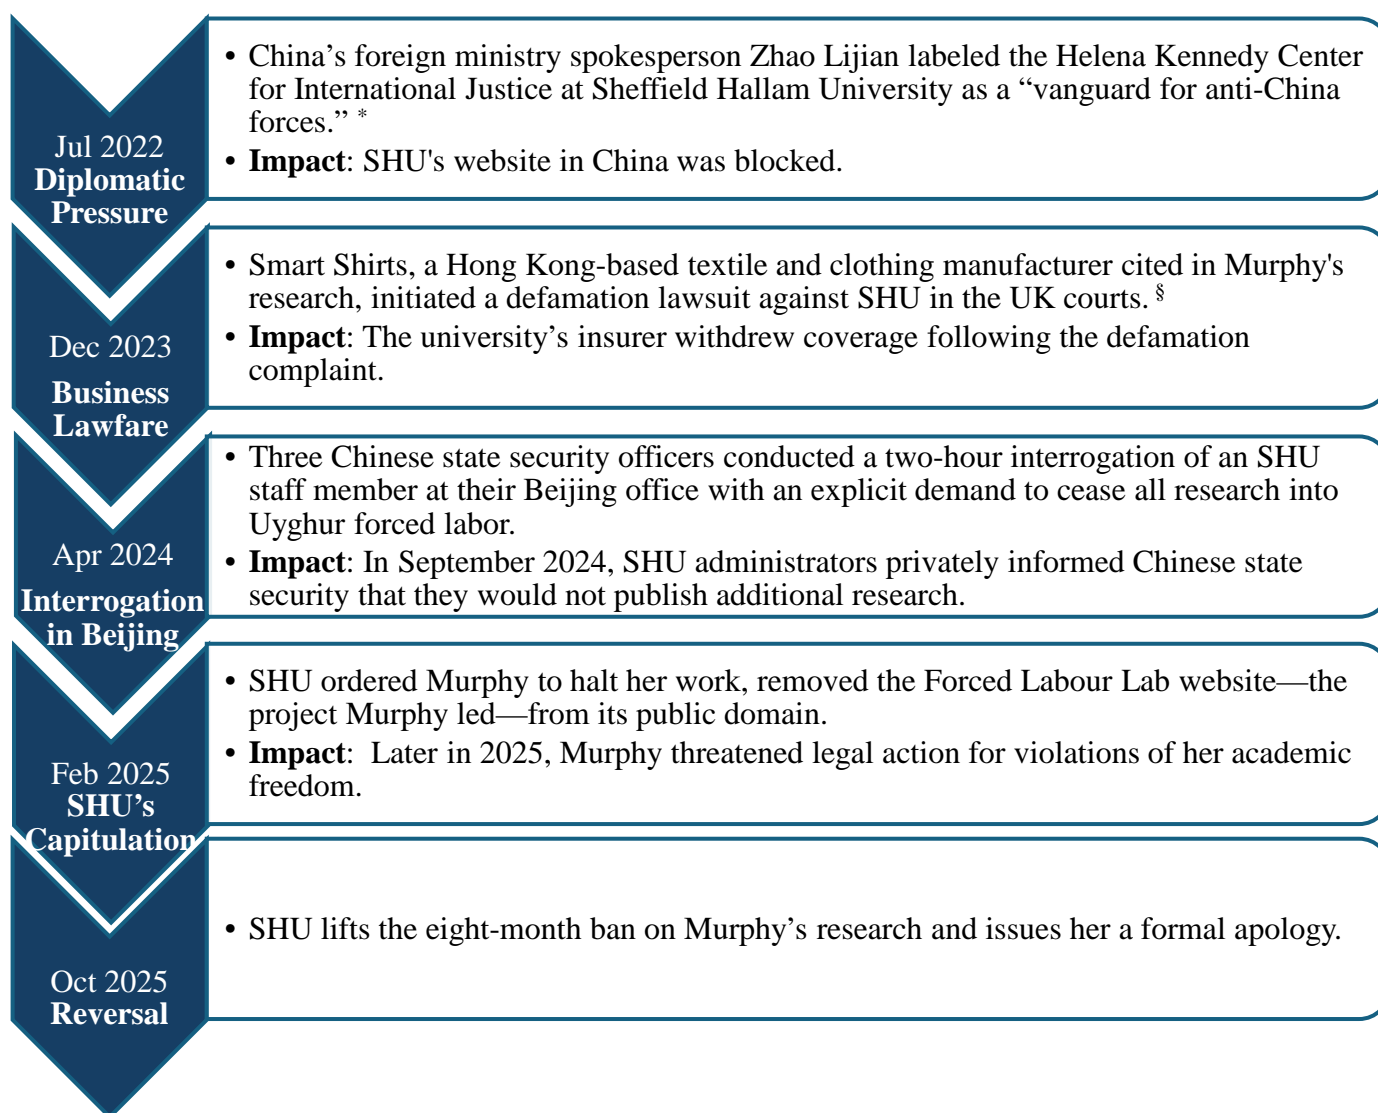 Jul 2022
Diplomatic
Pressure
• China’s foreign ministry spokesperson Zhao Lijian labeled the Helena Kennedy Center
for International Justice at Sheffield Hallam University as a “vanguard for anti-China
forces.” *
• Impact: SHU's website in China was blocked.
Dec 2023
Business
Lawfare
• Smart Shirts, a Hong Kong-based textile and clothing manufacturer cited in Murphy's
research, initiated a defamation lawsuit against SHU in the UK courts. §
• Impact: The university’s insurer withdrew coverage following the defamation
complaint.
Apr 2024
Interrogation
in Beijing
• Three Chinese state security officers conducted a two-hour interrogation of an SHU
staff member at their Beijing office with an explicit demand to cease all research into
Uyghur forced labor.
• Impact: In September 2024, SHU administrators privately informed Chinese state
security that they would not publish additional research.
Feb 2025
SHU’s
Capitulation
• SHU ordered Murphy to halt her work, removed the Forced Labour Lab website—the
project Murphy led—from its public domain.
• Impact:  Later in 2025, Murphy threatened legal action for violations of her academic
freedom.
Oct 2025
Reversal
• SHU lifts the eight-month ban on Murphy’s research and issues her a formal apology.